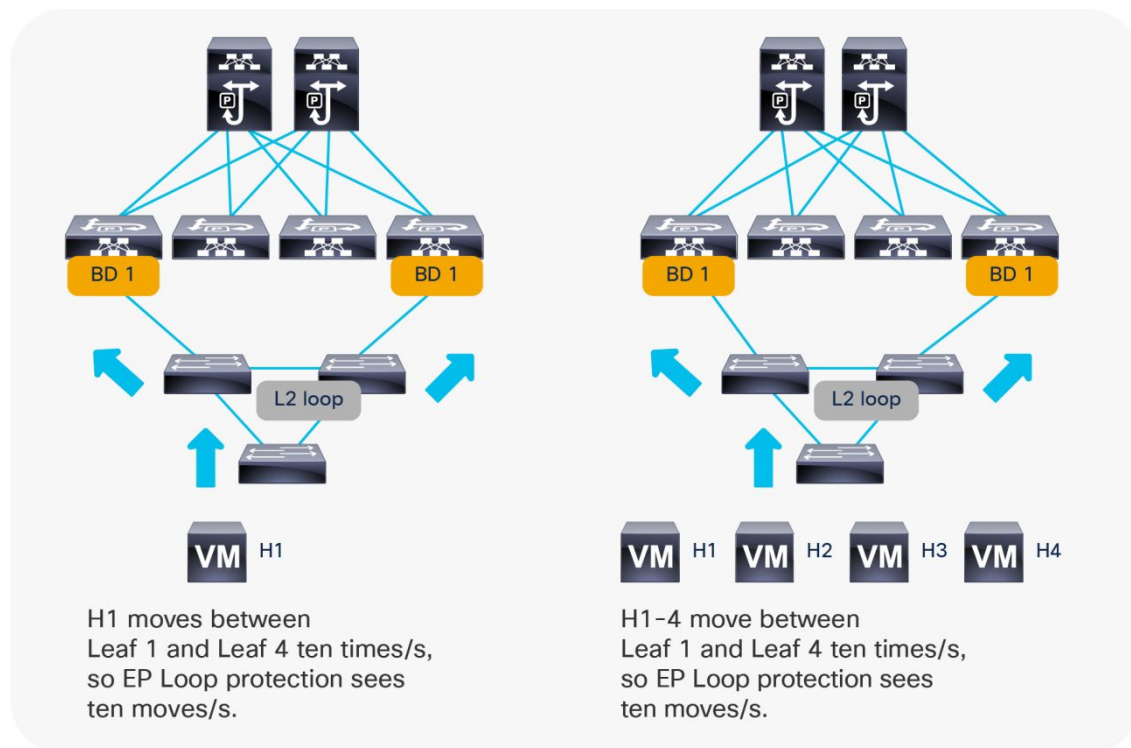 P
P
BD 1
BD 1
L2 loop
VM
H1
H1 moves between
Leaf 1 and Leaf 4 ten times/s,
so EP Loop protection sees
ten moves/s.
P
P
BD 1
BD 1
L2 loop
VM
H1
VM
H2
VM
H3
VM
H4
H1-4 move between
Leaf 1 and Leaf 4 ten times/s,
so EP Loop protection sees
ten moves/s.